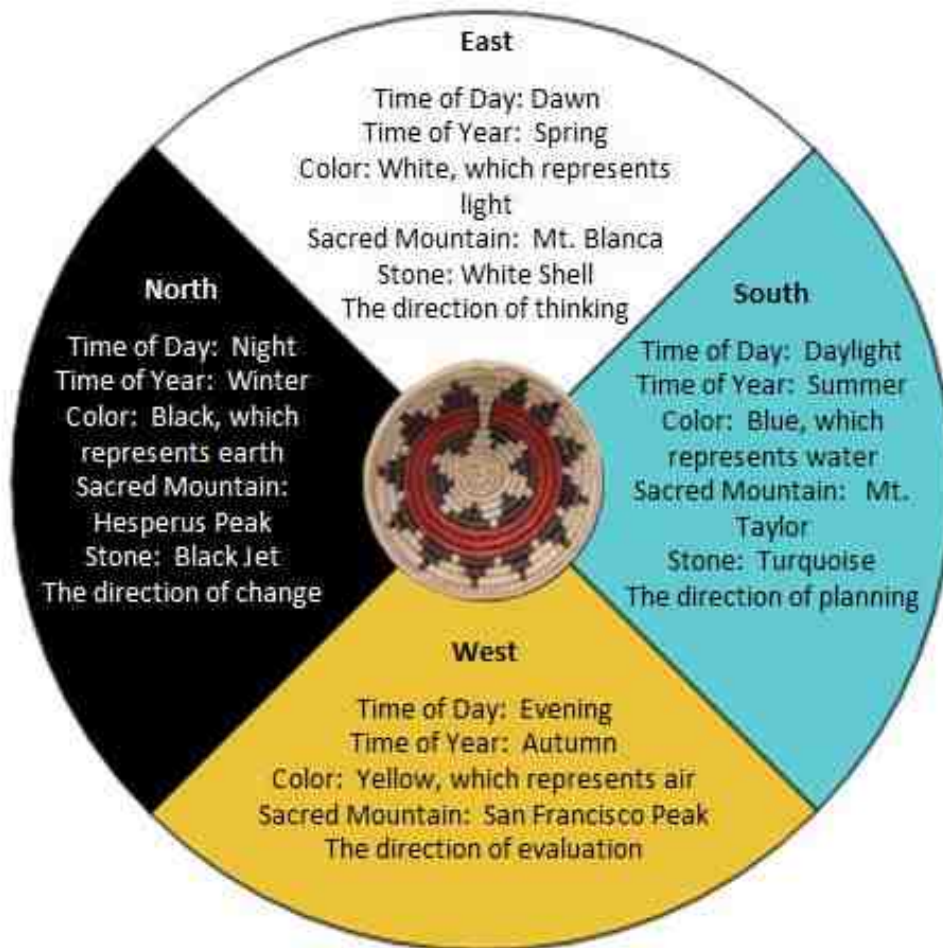 East
Time of Day: Dawn
Time of Year: Spring
Color: White, which represents
light
Sacred Mountain: Mt. Blanca
Stone: White Shell
The direction of thinking
North
Time of Day: Night
Time of Year: Winter
Color: Black, which
represents earth
Sacred Mountain:
Hesperus Peak
Stone: Black Jet
The direction of change
South
Time of Day: Daylight
Time of Year: Summer
Color: Blue, which
represents water
Sacred Mountain: Mt.
Taylor
Stone: Turquoise
The direction of planning
West
Time of Day: Evening
Time of Year: Autumn
Color: Yellow, which represents air
Sacred Mountain: San Francisco Peak
The direction of evaluation